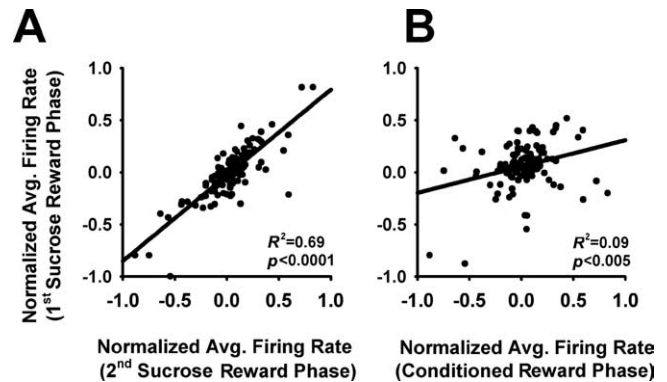 A
B
Normalized Avg. Firing Rate
(1st Sucrose Reward Phase)
1.0
0.5
0.0
-0.5
-1.0
R²=0.69
p<0.0001
-1.0 -0.5 0.0 0.5 1.0
Normalized Avg. Firing Rate
(2nd Sucrose Reward Phase)
1.0
0.5
0.0
-0.5
-1.0
R²=0.09
p<0.005
-1.0 -0.5 0.0 0.5 1.0
Normalized Avg. Firing Rate
(Conditioned Reward Phase)